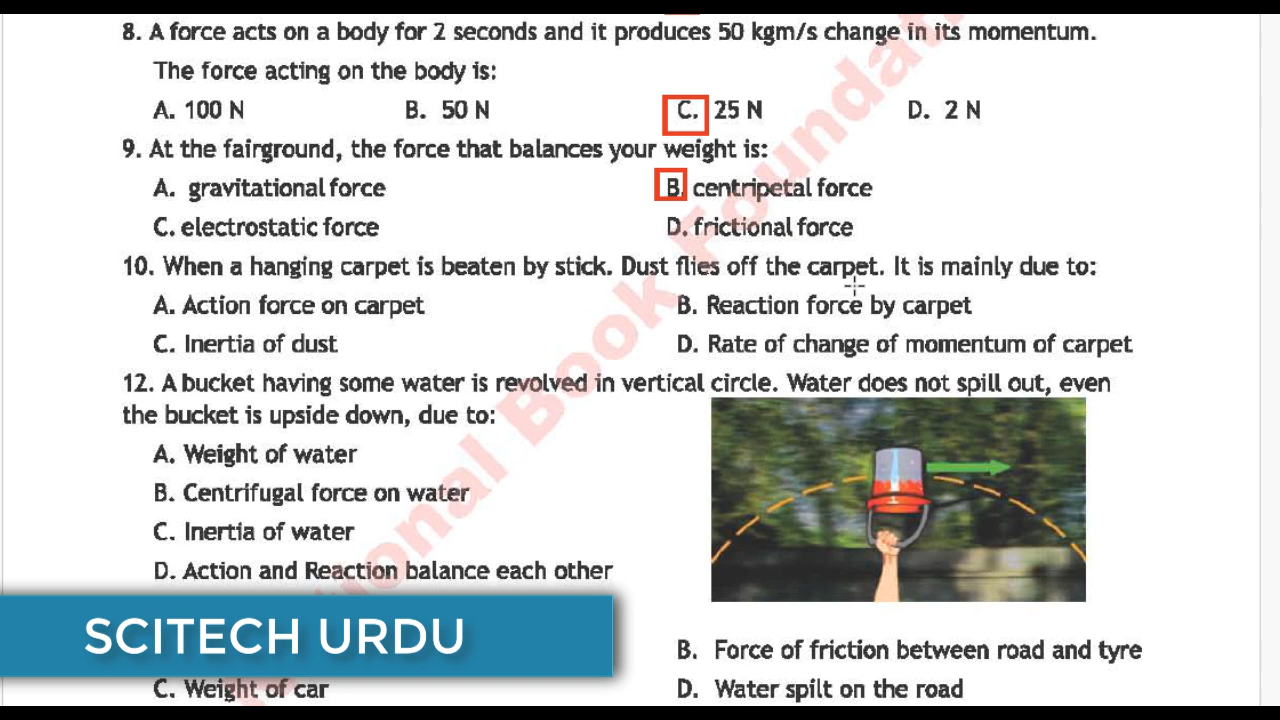 8. A force acts on a body for 2 seconds and it produces 50 kgm/s change in its momentum.
The force acting on the body is:
A. 100 N B. 50 N C. 25 N D. 2 N
9. At the fairground, the force that balances your weight is:
A. gravitational force B. centripetal force
C. electrostatic force D. frictional force
10. When a hanging carpet is beaten by stick. Dust flies off the carpet. It is mainly due to:
A. Action force on carpet B. Reaction force by carpet
C. Inertia of dust D. Rate of change of momentum of carpet
12. A bucket having some water is revolved in vertical circle. Water does not spill out, even
the bucket is upside down, due to:
A. Weight of water
B. Centrifugal force on water
C. Inertia of water
D. Action and Reaction balance each other
SCITECH URDU
B. Force of friction between road and tyre
C. Weight of car D. Water spilt on the road
Book